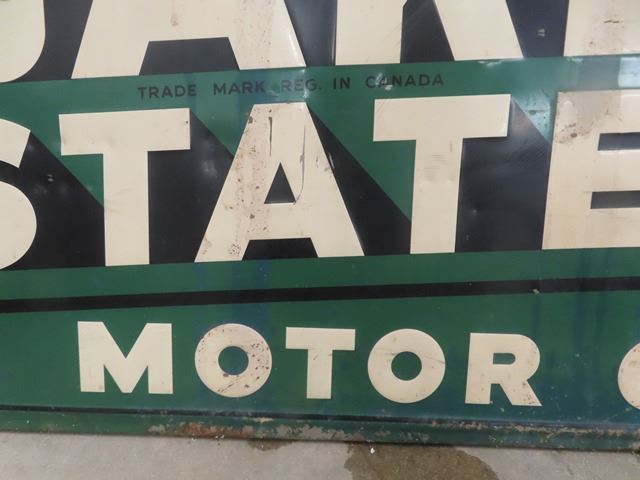 TRADE MARK REG. IN CANADA
STATE
MOTOR